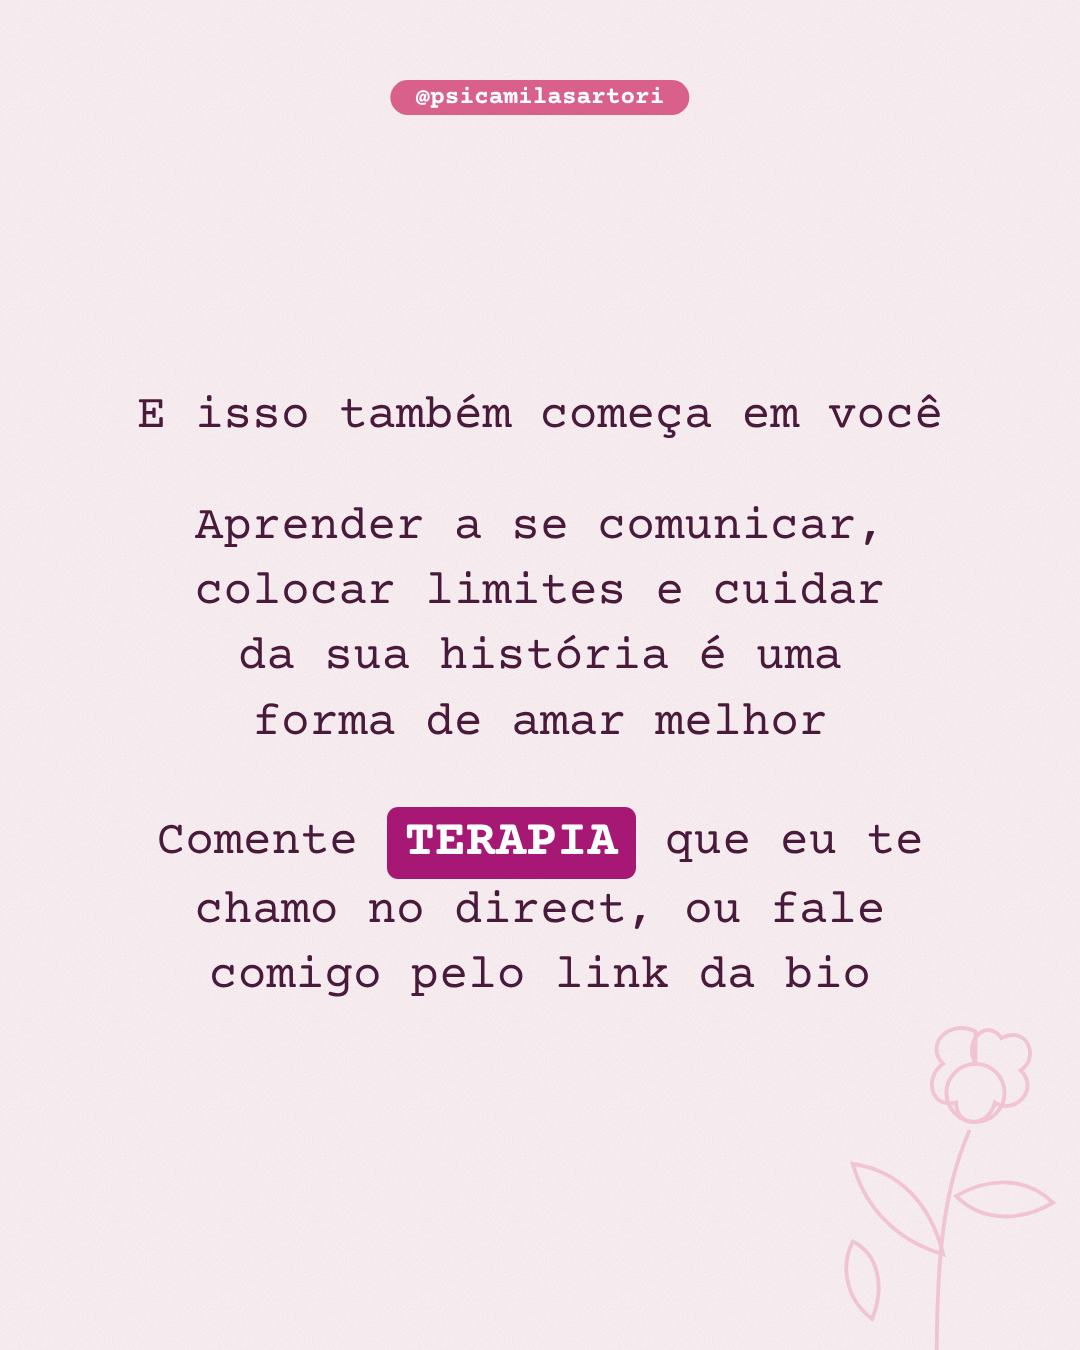 @psicamilasartori
E isso também começa em você
Aprender a se comunicar,
colocar limites e cuidar
da sua história é uma
forma de amar melhor
Comente TERAPIA que eu te
chamo no direct, ou fale
comigo pelo link da bio